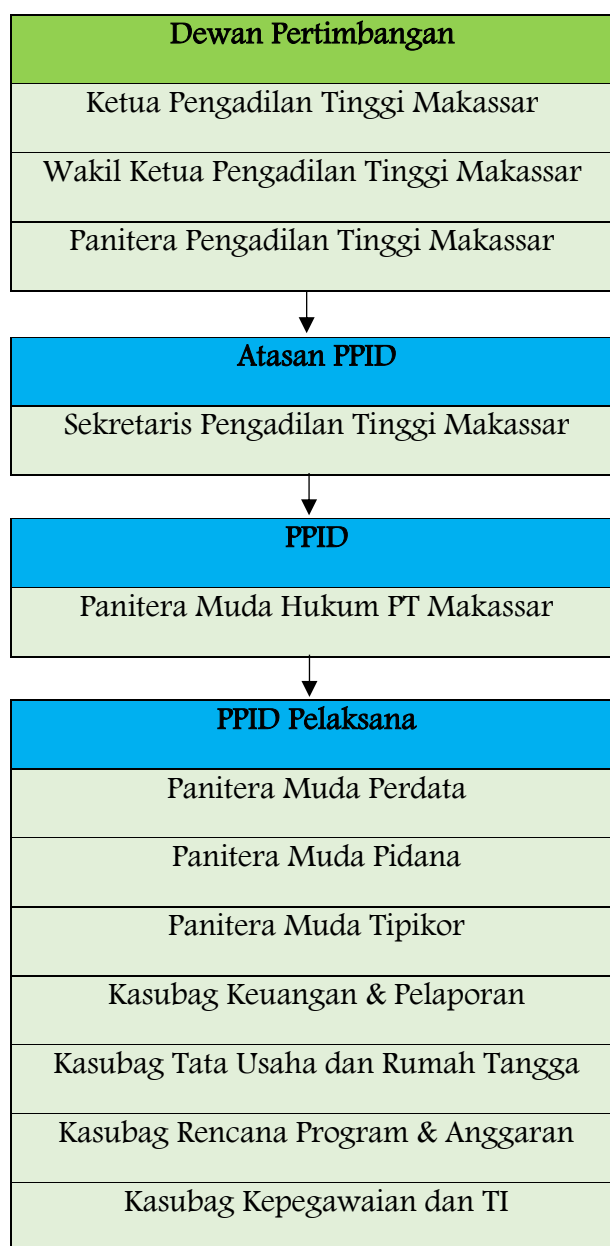 Dewan Pertimbangan
Ketua Pengadilan Tinggi Makassar
Wakil Ketua Pengadilan Tinggi Makassar
Panitera Pengadilan Tinggi Makassar
Atasan PPID
Sekretaris Pengadilan Tinggi Makassar
PPID
Panitera Muda Hukum PT Makassar
PPID Pelaksana
Panitera Muda Perdata
Panitera Muda Pidana
Panitera Muda Tipikor
Kasubag Keuangan & Pelaporan
Kasubag Tata Usaha dan Rumah Tangga
Kasubag Rencana Program & Anggaran
Kasubag Kepegawaian dan TI